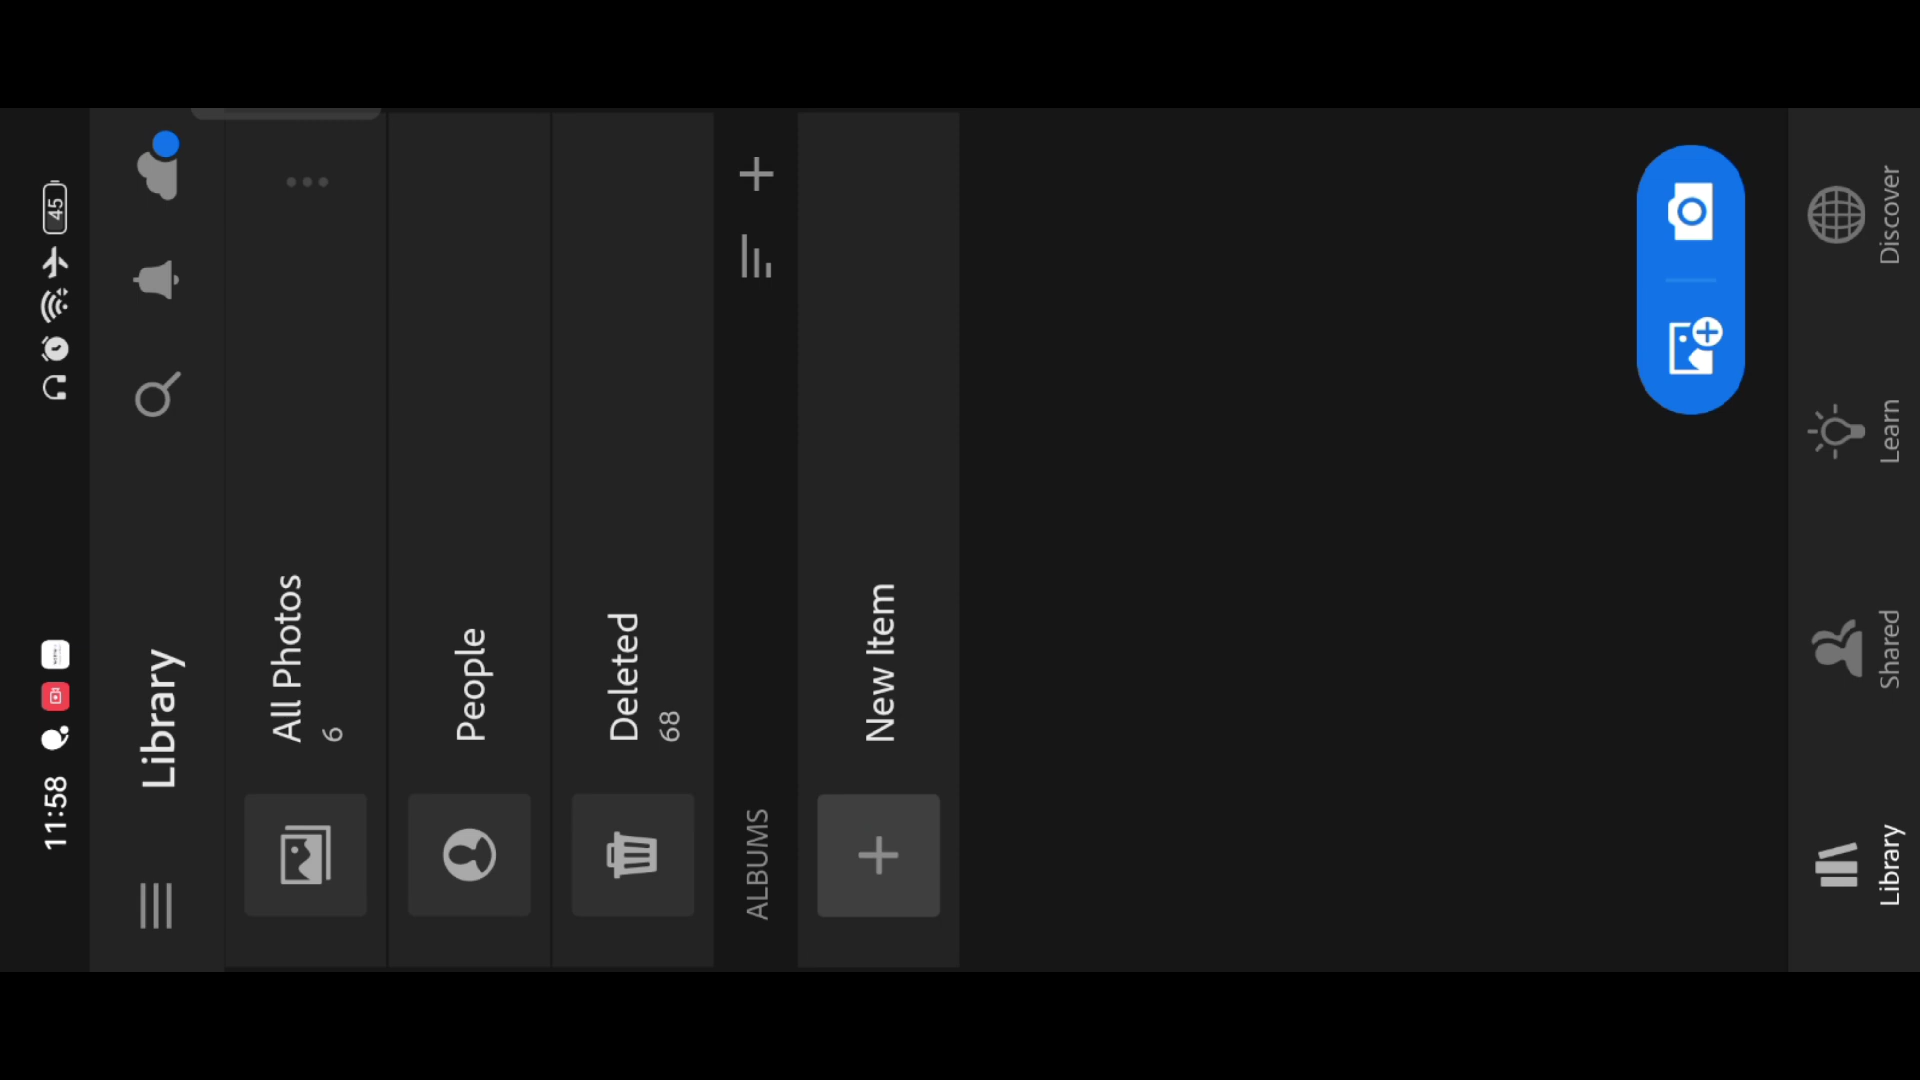 11:58
45
Library
All Photos
6
People
Deleted
68
ALBUMS
New Item
Library
Shared
Learn
Discover